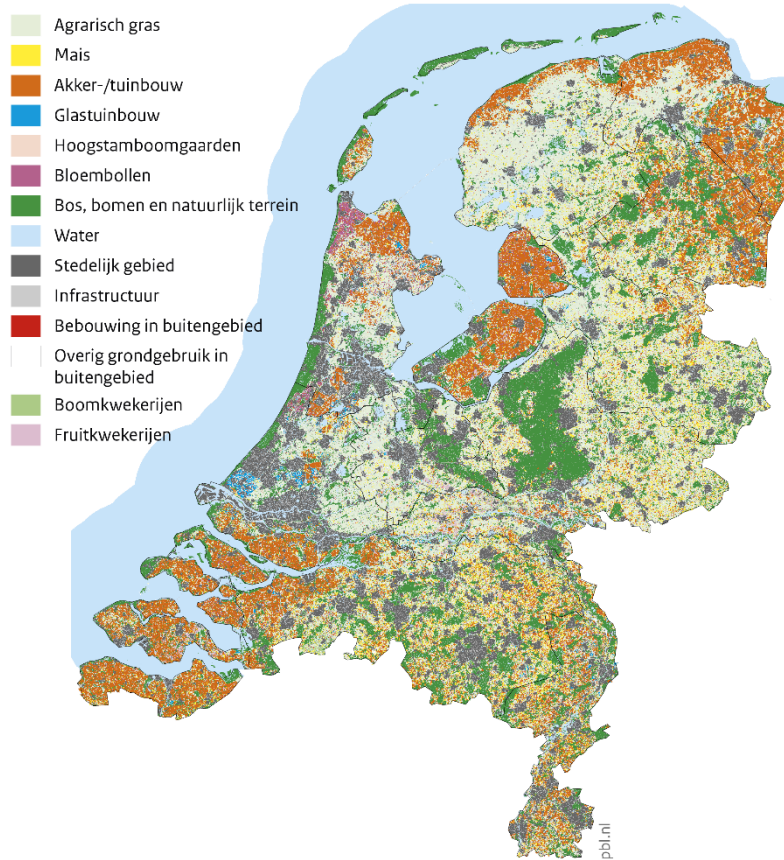 Agrarisch gras
Mais
Akker-/tuinbouw
Glastuinbouw
Hoogstamboomgaarden
Bloembollen
Bos, bomen en natuurlijk terrein
Water
Stedelijk gebied
Infrastructuur
Bebouwing in buitengebied
Overig grondgebruik in
buitengebied
Boomkwekerijen
Fruitkwekerijen
pbl.nl